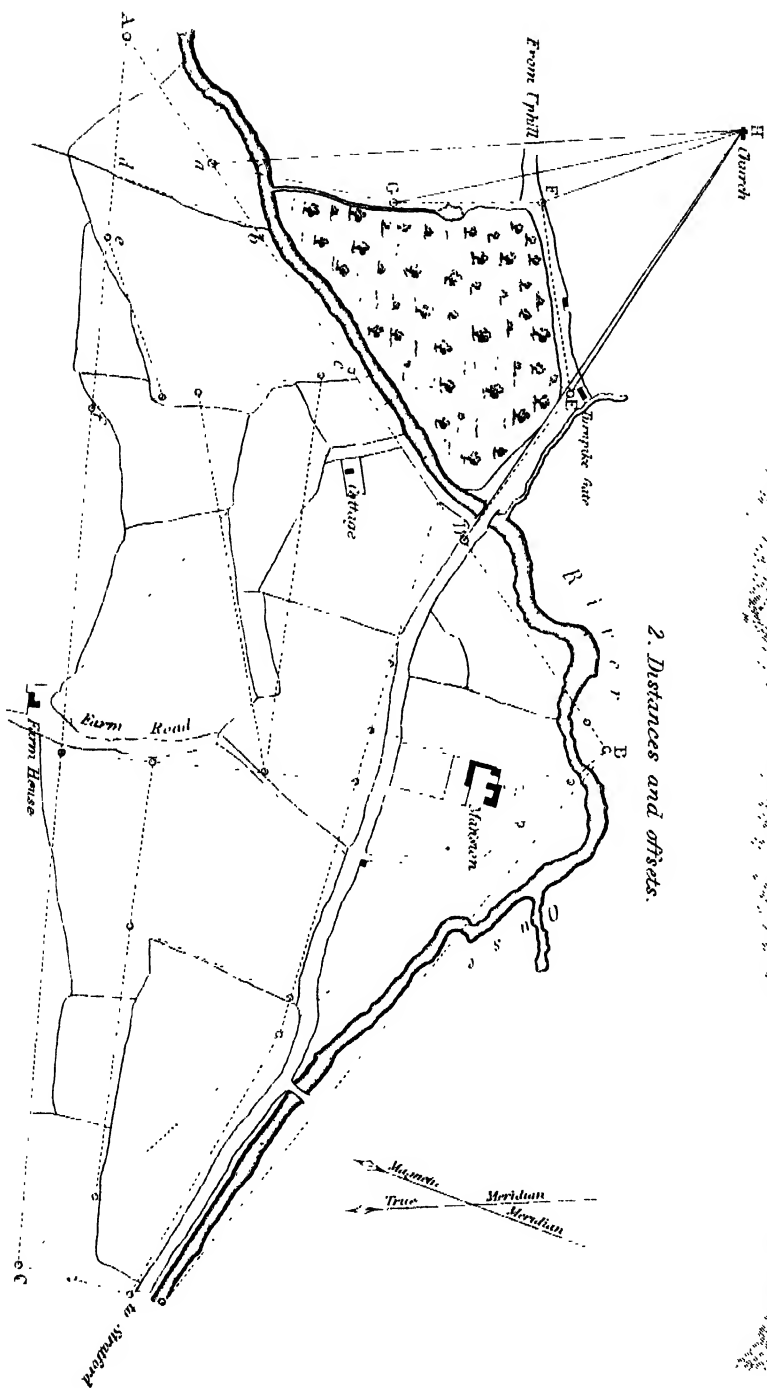 2. Distances and offsets.
H
Church
From Uphill
A
a
G
F
d
b
e
E
Turnpike Gate
c
f
Cottage
D
River
Ouse
B
G
Mansion
Farm Road
Farm House
Magnetic Meridian
True Meridian
C
to Stratford